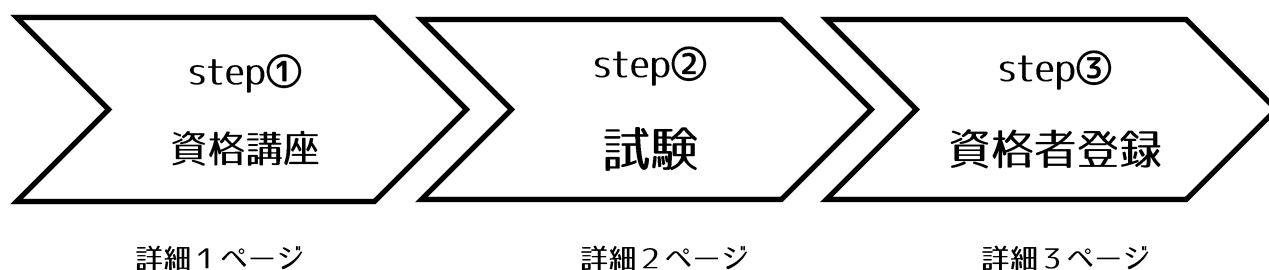 step①
資格講座
step②
試験
step③
資格者登録
詳細１ページ
詳細２ページ
詳細３ページ